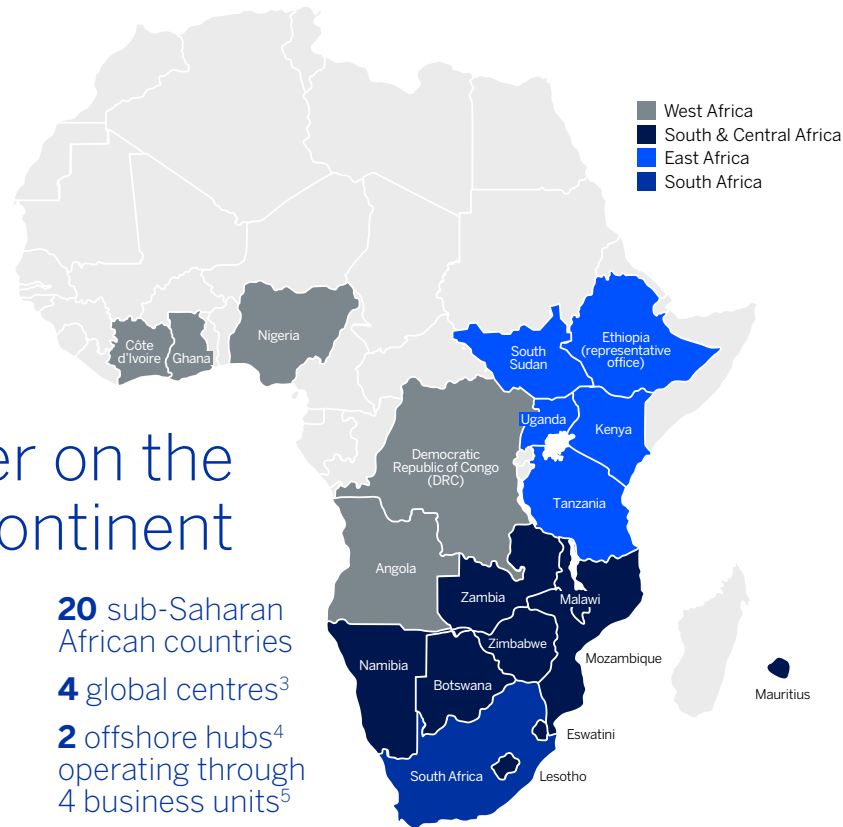 West Africa
South & Central Africa
East Africa
South Africa
Nigeria
Côte
d'Ivoire
Ghana
South
Sudan
Ethiopia
(representative
office)
Uganda
Kenya
Democratic
Republic of Congo
(DRC)
Tanzania
er on the
ontinent
Angola
Zambia
Malawi
Zimbabwe
Mozambique
Namibia
Botswana
Mauritius
Eswatini
South Africa
Lesotho
20 sub-Saharan
African countries
4 global centres³
2 offshore hubs⁴
operating through
4 business units⁵